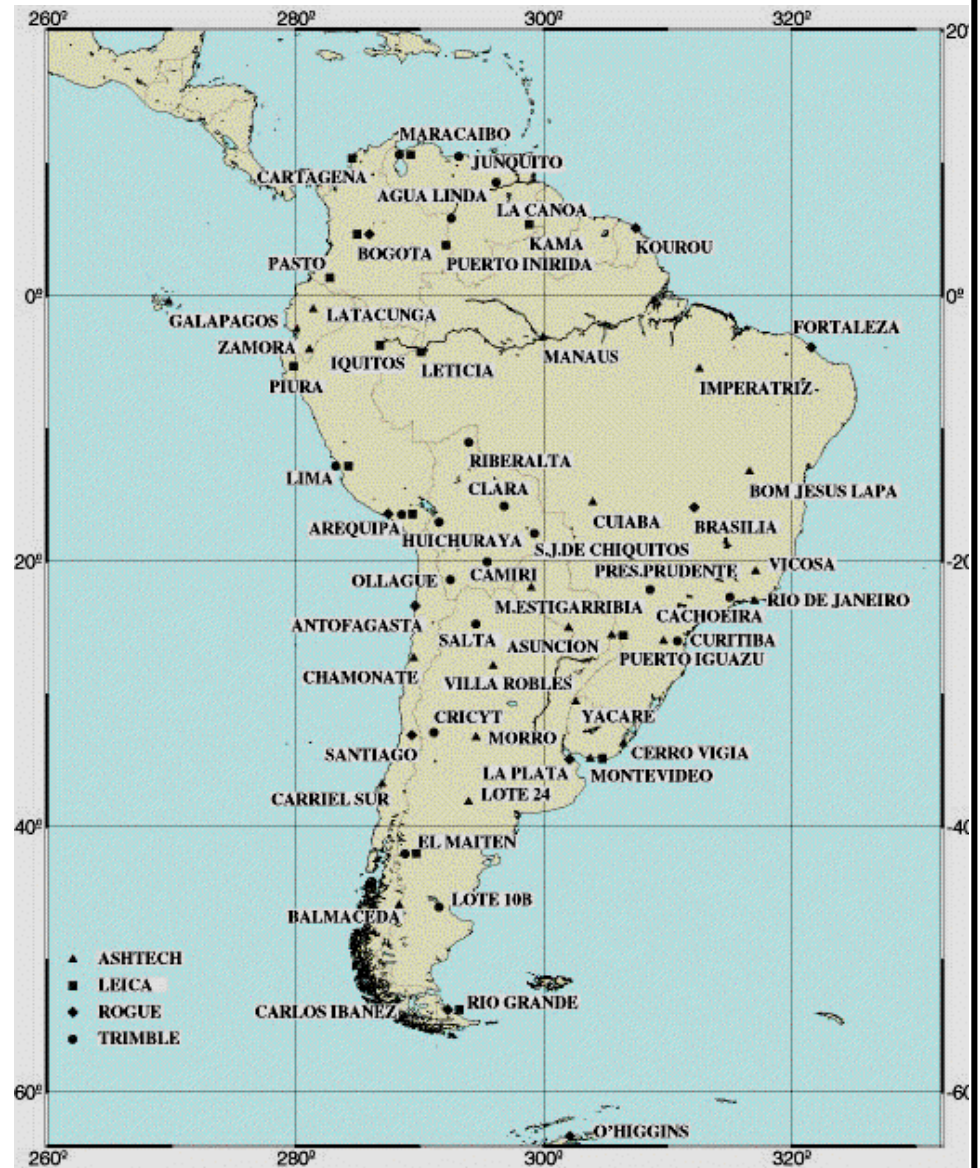 260º 280º 300º 320º
20º
MARACAIBO
JUNQUITO
CARTAGENA
AGUA LINDA
LA CANOA
KAMA
KOUROU
BOGOTA
PUERTO INIRIDA
PASTO
0º 0º
GALAPAGOS
LATACUNGA
FORTALEZA
ZAMORA
IQUITOS
MANAUS
LETICIA
PIURA
IMPERATRIZ
RIBERALTA
LIMA
CLARA
BOM JESUS LAPA
AREQUIPA
CUIABA
BRASILIA
HUICHURAYA
S.J.DE CHIQUITOS
20º -20
OLLAGUE
CAMIRI
PRES.PRUDENTE
VICOSA
M.ESTIGARRIBIA
RIO DE JANEIRO
CACHOEIRA
ANTOFAGASTA
SALTA
ASUNCION
CURITIBA
PUERTO IGUAZU
CHAMONATE
VILLA ROBLES
CRICYT
YACARE
MORRO
SANTIAGO
CERRO VIGIA
LA PLATA
MONTEVIDEO
CARRIEL SUR
LOTE 24
40º -40
EL MAITEN
LOTE 10B
BALMACEDA
ASHTECH
LEICA
ROGUE
TRIMBLE
CARLOS IBANEZ
RIO GRANDE
60º -60
O'HIGGINS
260º 280º 300º 320º